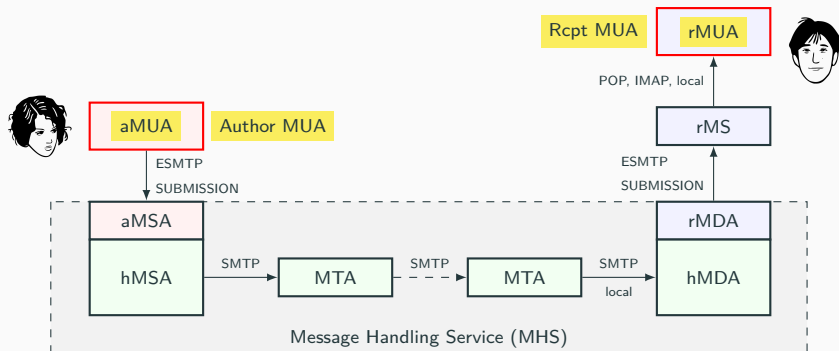 Rcpt MUA
rMUA
POP, IMAP, local
aMUA
Author MUA
rMS
ESMTP
SUBMISSION
ESMTP
SUBMISSION
aMSA
rMDA
hMSA
SMTP
MTA
SMTP
MTA
SMTP
local
hMDA
Message Handling Service (MHS)